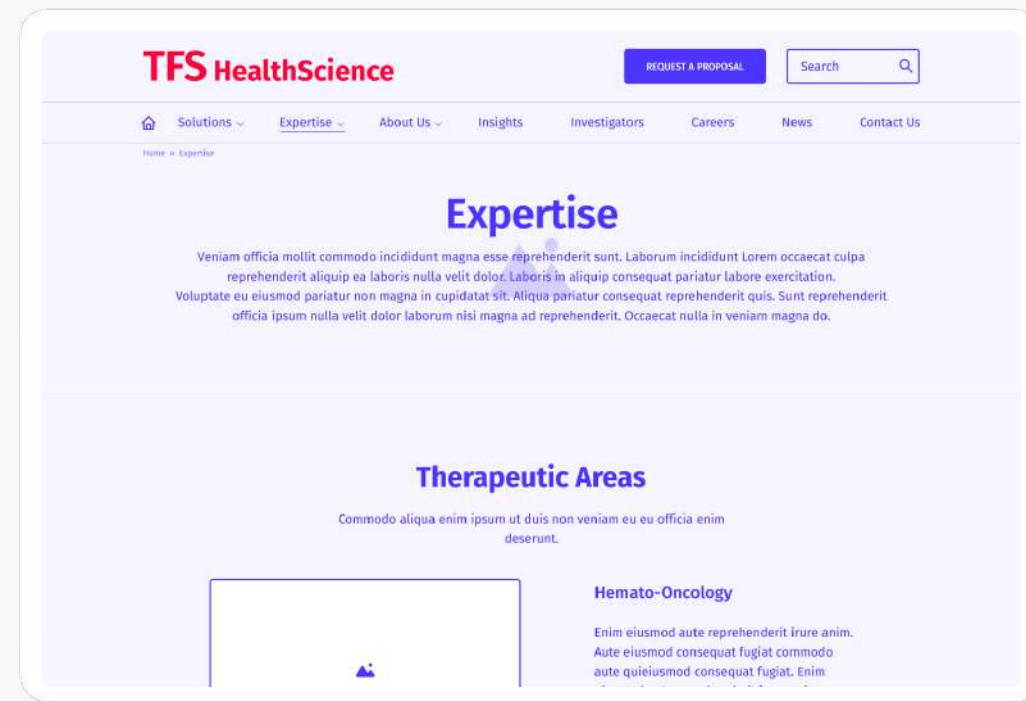 TFS HealthScience
REQUEST A PROPOSAL
Search
Solutions
Expertise
About Us
Insights
Investigators
Careers
News
Contact Us
Home » Expertise
Expertise
Veniam officia mollit commodo incididunt magna esse reprehenderit sunt. Laborum incididunt Lorem occaecat culpa
reprehenderit aliquip ea laboris nulla velit dolor. Laboris in aliquip consequat pariatur labore exercitation.
Voluptate eu eiusmod pariatur non magna in cupidatat sit. Aliqua pariatur consequat reprehenderit quis. Sunt reprehenderit
officia ipsum nulla velit dolor laborum nisi magna ad reprehenderit. Occaecat nulla in veniam magna do.
Therapeutic Areas
Commodo aliqua enim ipsum ut duis non veniam eu eu officia enim
deserunt.
Hemato-Oncology
Enim eiusmod aute reprehenderit irure anim.
Aute eiusmod consequat fugiat commodo
aute quieiusmod consequat fugiat. Enim